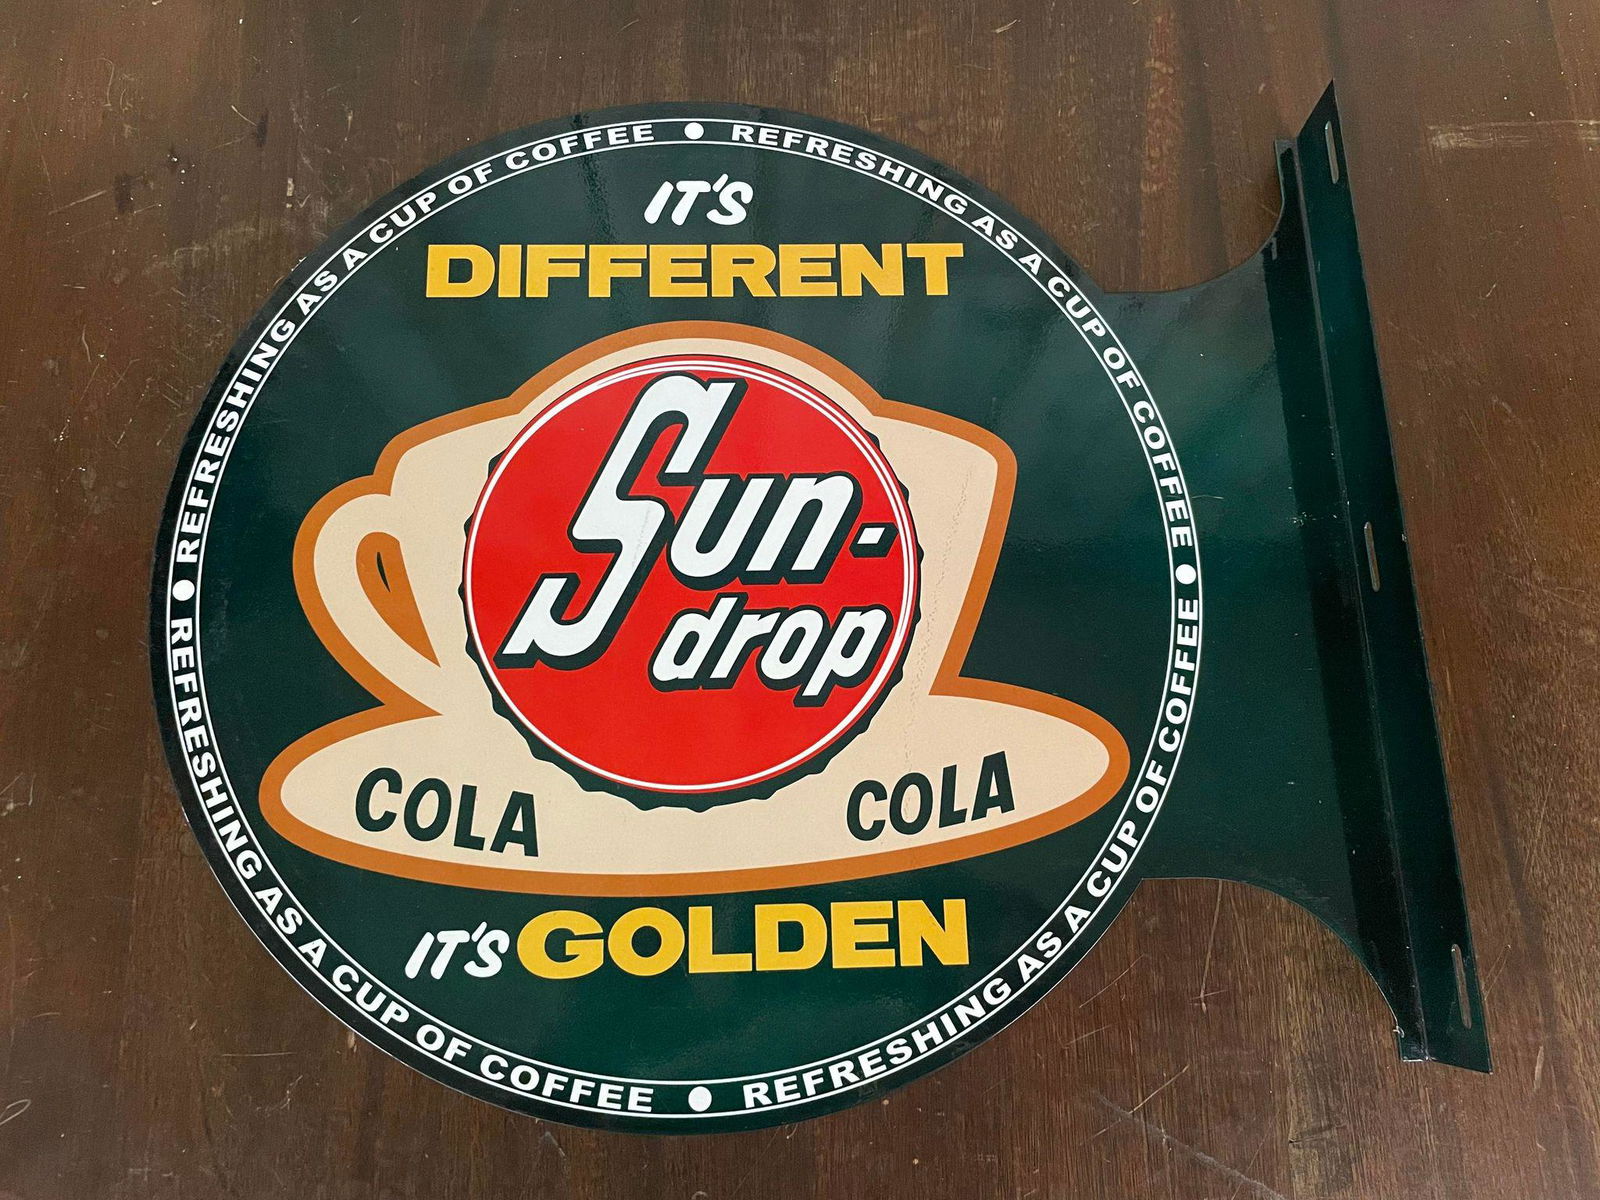 REFRESHING AS A CUP OF COFFEE • REFRESHING AS A CUP OF COFFEE • REFRESHING AS A CUP OF COFFEE • REFRESHING AS A CUP OF COFFEE •
IT'S
DIFFERENT
Sun-
drop
COLA COLA
IT'S GOLDEN